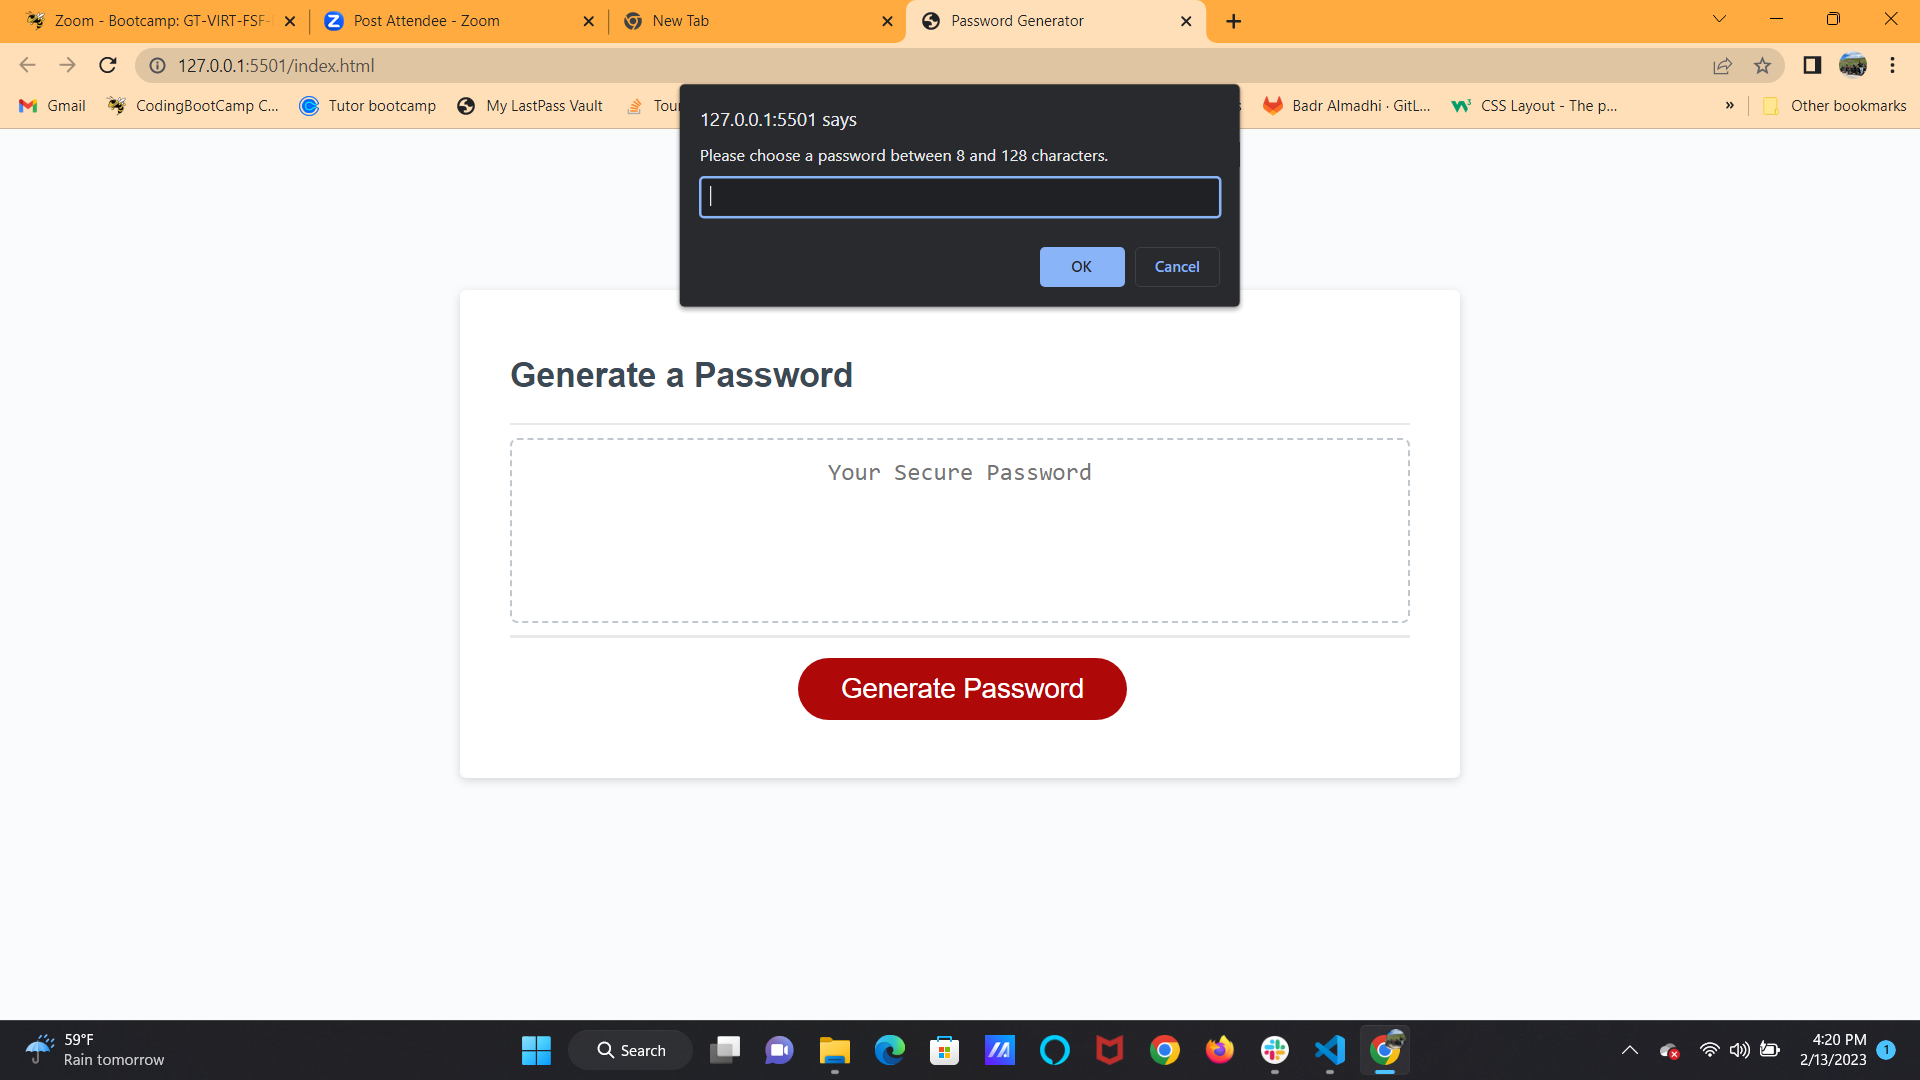 Zoom - Bootcamp: GT-VIRT-FSF-
Post Attendee - Zoom
New Tab
Password Generator
127.0.0.1:5501/index.html
Gmail
CodingBootCamp C...
Tutor bootcamp
My LastPass Vault
Badr Almadhi · GitL...
CSS Layout - The p...
»
Other bookmarks
127.0.0.1:5501 says
Please choose a password between 8 and 128 characters.
OK
Cancel
Generate a Password
Your Secure Password
Generate Password
59°F
Rain tomorrow
Search
4:20 PM
2/13/2023
1